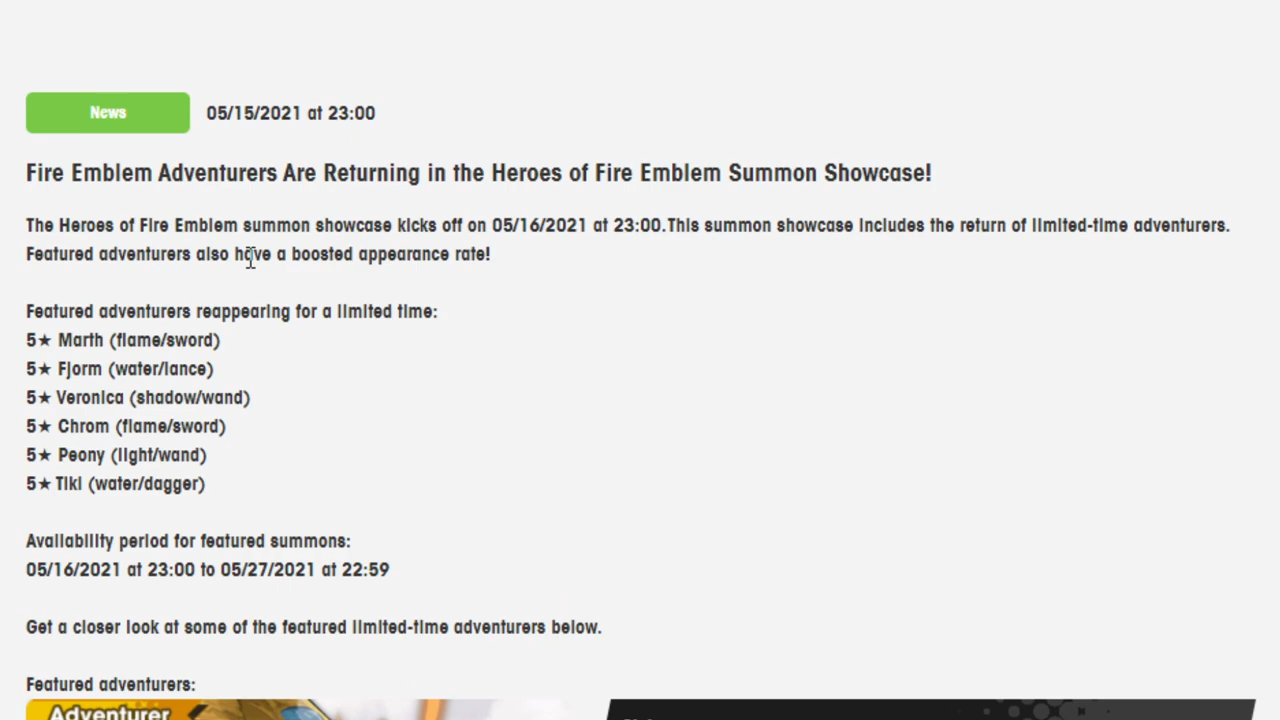 News 05/15/2021 at 23:00
Fire Emblem Adventurers Are Returning in the Heroes of Fire Emblem Summon Showcase!
The Heroes of Fire Emblem summon showcase kicks off on 05/16/2021 at 23:00.This summon showcase includes the return of limited-time adventurers.
Featured adventurers also have a boosted appearance rate!
Featured adventurers reappearing for a limited time:
5★ Marth (flame/sword)
5★ Fjorm (water/lance)
5★ Veronica (shadow/wand)
5★ Chrom (flame/sword)
5★ Peony (light/wand)
5★ Tiki (water/dagger)
Availability period for featured summons:
05/16/2021 at 23:00 to 05/27/2021 at 22:59
Get a closer look at some of the featured limited-time adventurers below.
Featured adventurers:
Adventurer